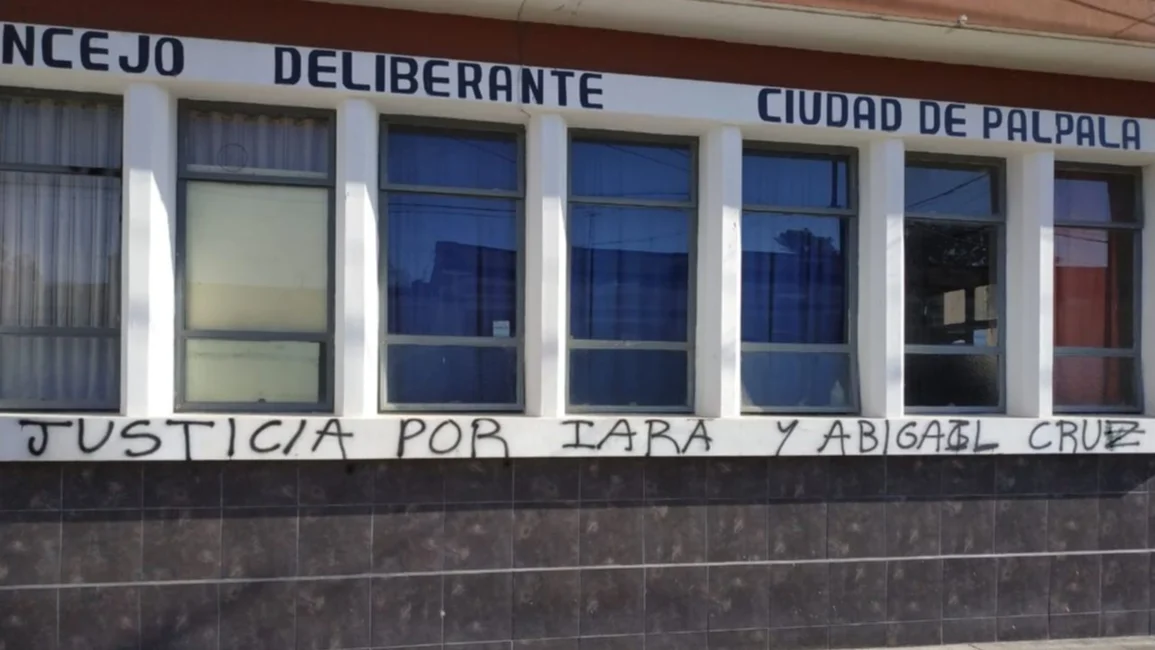 NCEJO DELIBERANTE CIUDAD DE PALPALA
JUSTICIA POR IARA Y ABIGAIL CRUZ